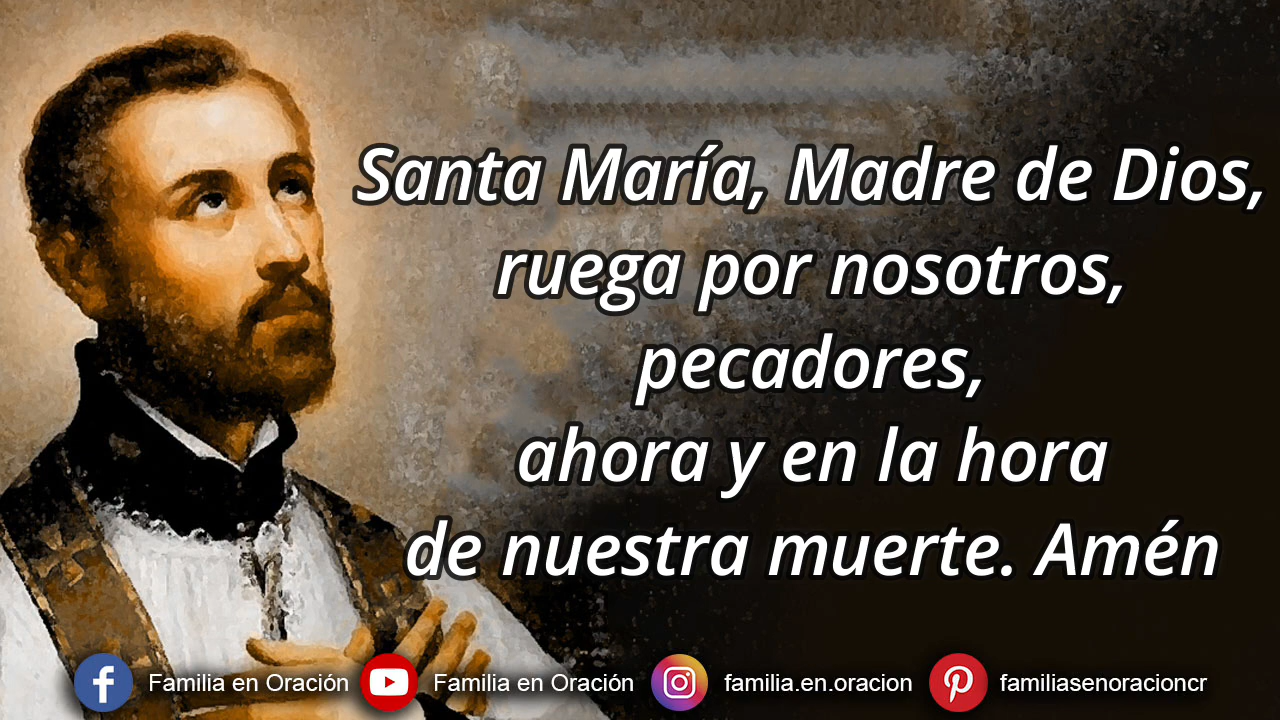 Santa María, Madre de Dios,
ruega por nosotros,
pecadores,
ahora y en la hora
de nuestra muerte. Amén
Familia en Oración Familia en Oración familia.en.oracion familiasenoracioncr